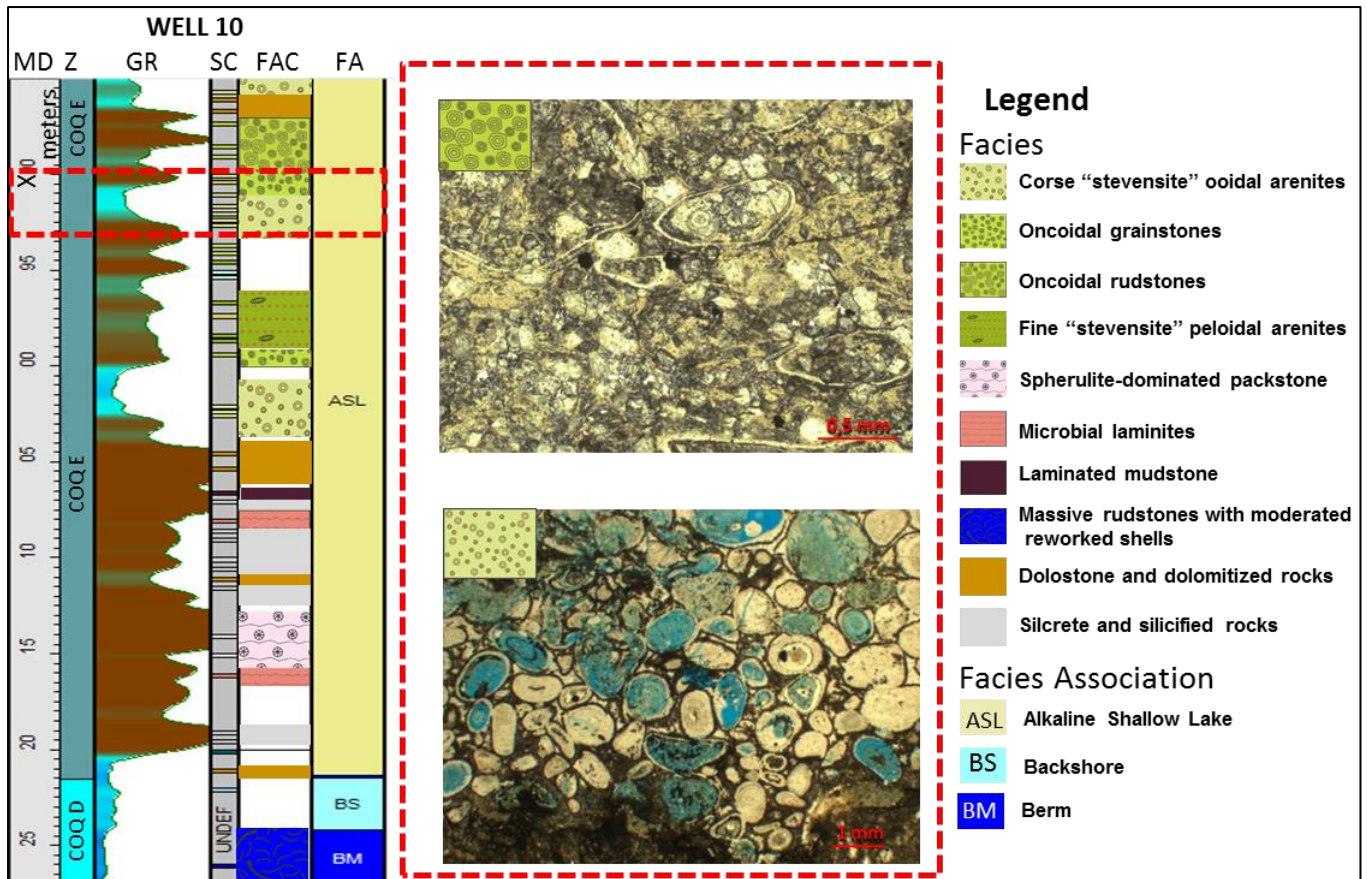 WELL 10
MD Z GR SC FAC FA
meters
X
90
95
00
05
10
15
20
25
COQ E
COQ E
COQ D
UNDEF
ASL
BS
BM
0,5 mm
1 mm
Legend
Facies
Corse “stevensite” ooidal arenites
Oncoidal grainstones
Oncoidal rudstones
Fine “stevensite” peloidal arenites
Spherulite-dominated packstone
Microbial laminites
Laminated mudstone
Massive rudstones with moderated
reworked shells
Dolostone and dolomitized rocks
Silcrete and silicified rocks
Facies Association
ASL Alkaline Shallow Lake
BS Backshore
BM Berm